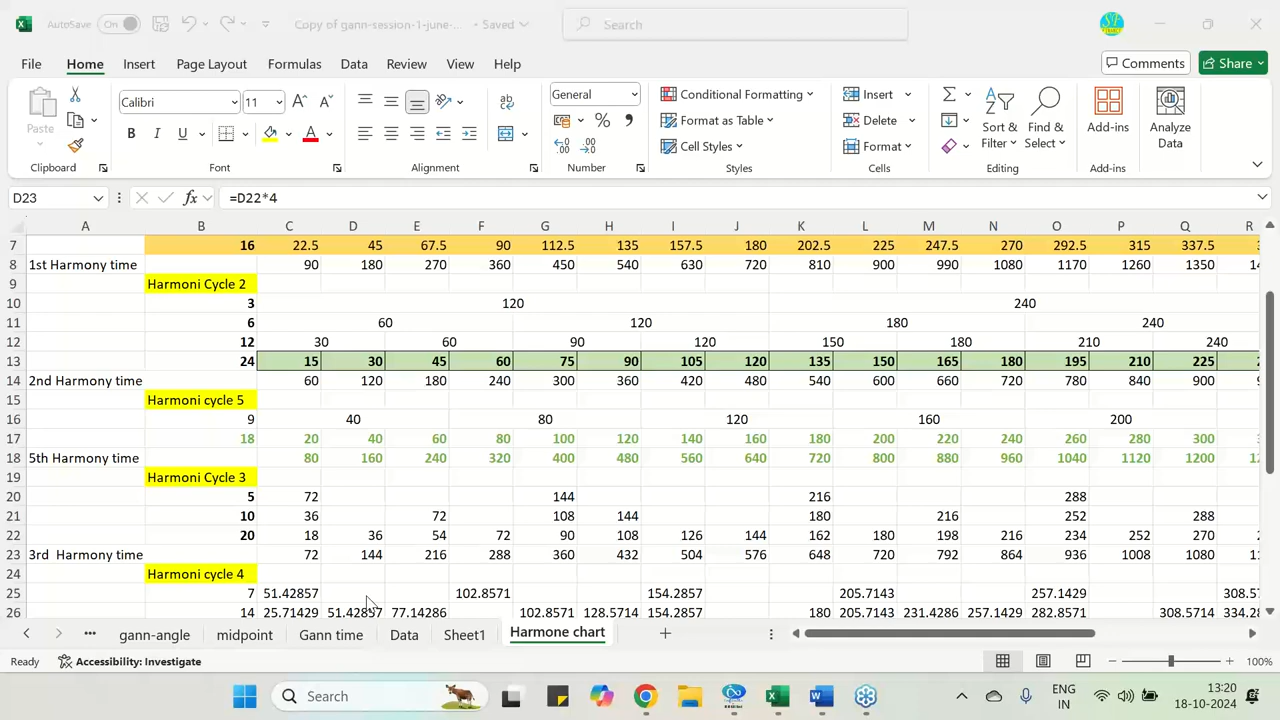 AutoSave On Copy of gann-session-1-june-... • Saved Search
File Home Insert Page Layout Formulas Data Review View Help Comments Share
Paste Calibri 11 General Conditional Formatting Insert Sort & Filter Find & Select Add-ins Analyze Data
B I U A % Format as Table Delete
Cell Styles Format
Clipboard Font Alignment Number Styles Cells Editing Add-ins
D23 fx =D22*4
A B C D E F G H I J K L M N O P Q R
7 16 22.5 45 67.5 90 112.5 135 157.5 180 202.5 225 247.5 270 292.5 315 337.5
8 1st Harmony time 90 180 270 360 450 540 630 720 810 900 990 1080 1170 1260 1350
9 Harmoni Cycle 2
10 3 120 240
11 6 60 120 180 240
12 12 30 60 90 120 150 180 210 240
13 24 15 30 45 60 75 90 105 120 135 150 165 180 195 210 225
14 2nd Harmony time 60 120 180 240 300 360 420 480 540 600 660 720 780 840 900
15 Harmoni cycle 5
16 9 40 80 120 160 200
17 18 20 40 60 80 100 120 140 160 180 200 220 240 260 280 300
18 5th Harmony time 80 160 240 320 400 480 560 640 720 800 880 960 1040 1120 1200
19 Harmoni Cycle 3
20 5 72 144 216 288
21 10 36 72 108 144 180 216 252 288
22 20 18 36 54 72 90 108 126 144 162 180 198 216 234 252 270
23 3rd Harmony time 72 144 216 288 360 432 504 576 648 720 792 864 936 1008 1080
24 Harmoni cycle 4
25 7 51.42857 102.8571 154.2857 205.7143 257.1429 308.57
26 14 25.71429 51.42857 77.14286 102.8571 128.5714 154.2857 180 205.7143 231.4286 257.1429 282.8571 308.5714 334.28
gann-angle midpoint Gann time Data Sheet1 Harmone chart
Ready Accessibility: Investigate 100%
Search ENG IN 13:20 18-10-2024